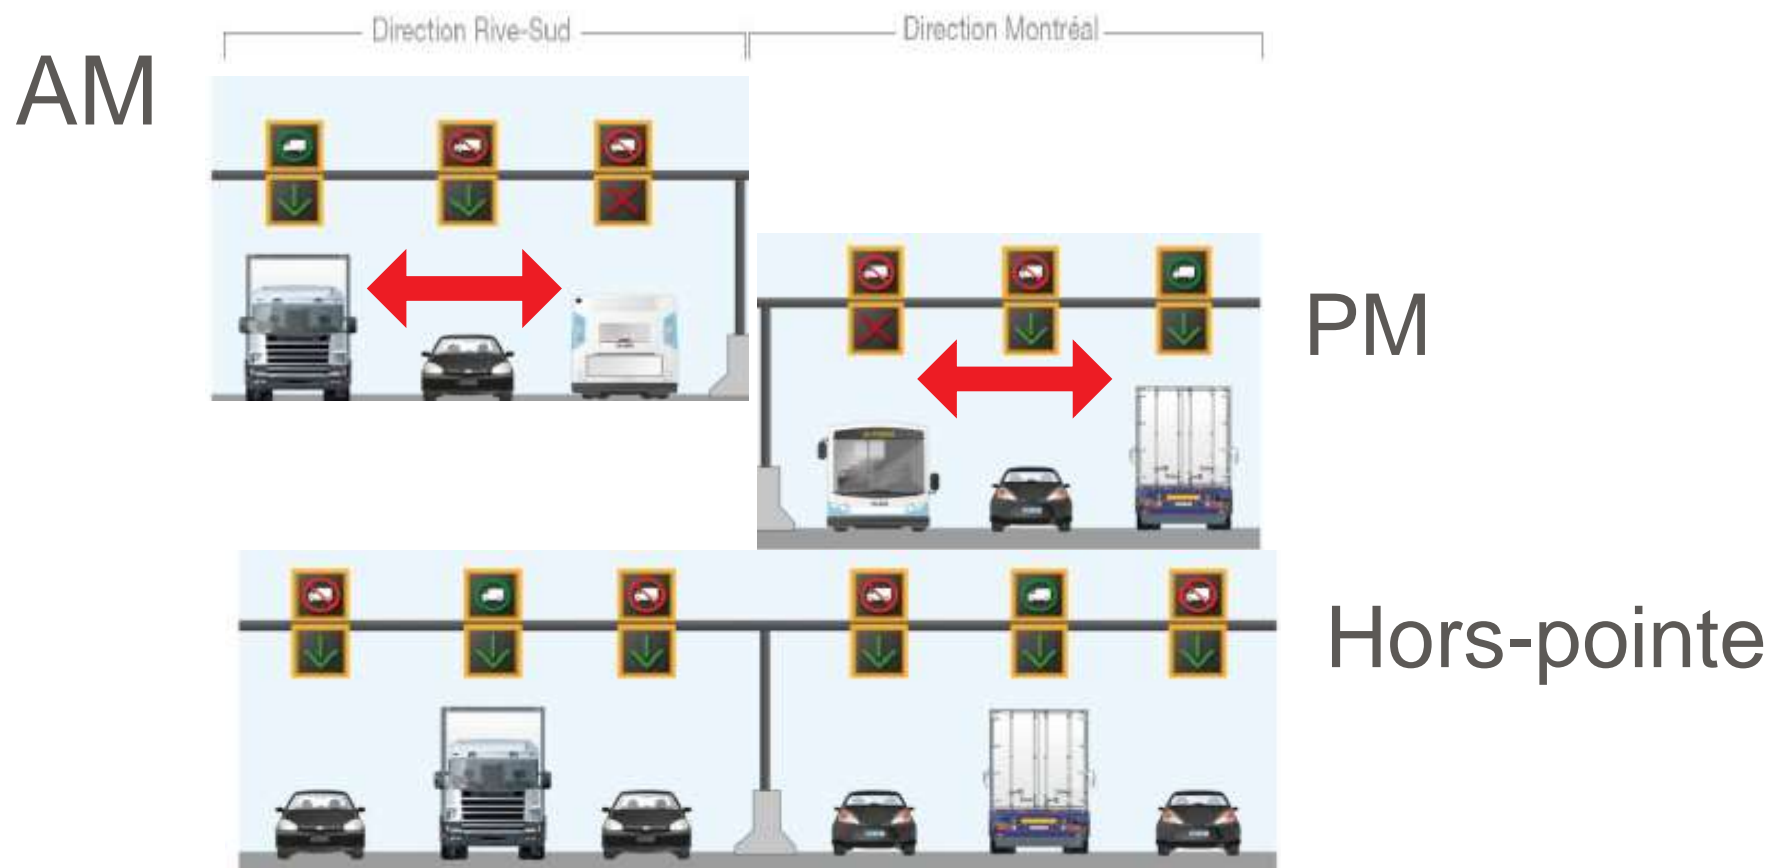 Direction Rive-Sud
Direction Montréal
AM
PM
Hors-pointe